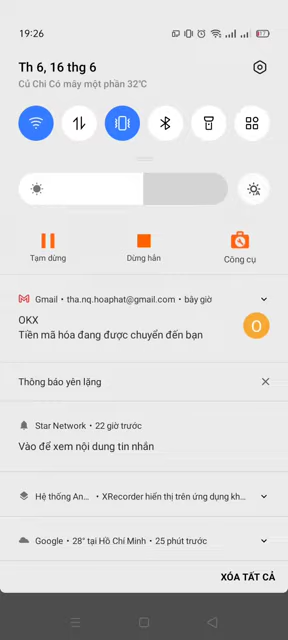 19:26
Th 6, 16 thg 6
Củ Chi Có mây một phần 32°C
Tạm dừng
Dừng hẳn
Công cụ
Gmail • tha.nq.hoaphat@gmail.com • bây giờ
OKX
Tiền mã hóa đang được chuyển đến bạn
O
Thông báo yên lặng
Star Network • 22 giờ trước
Vào để xem nội dung tin nhắn
Hệ thống An... • XRecorder hiển thị trên ứng dụng kh...
Google • 28° tại Hồ Chí Minh • 25 phút trước
XÓA TẤT CẢ